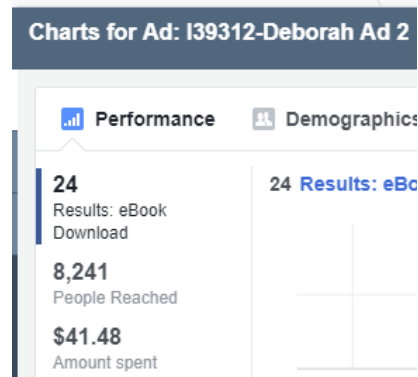 Charts for Ad: I39312-Deborah Ad 2
Performance
Demographics
24
Results: eBook
Download
8,241
People Reached
$41.48
Amount spent
24 Results: eBo